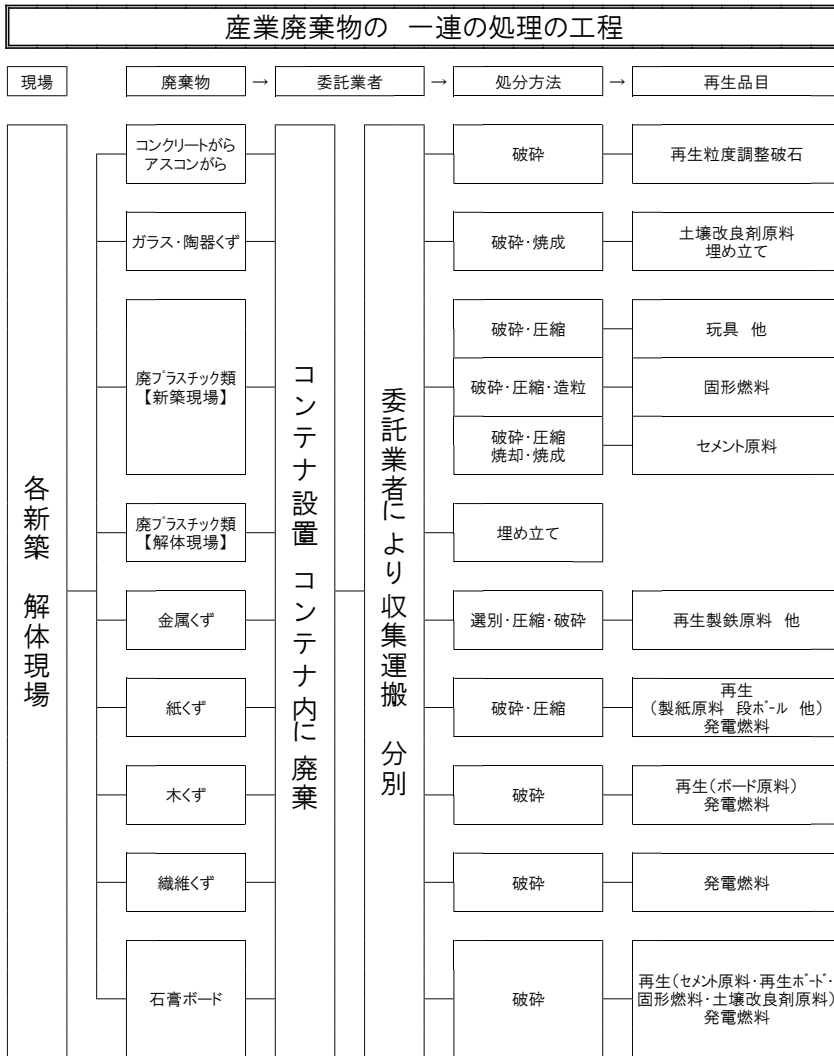 産業廃棄物の　一連の処理の工程
現場
廃棄物
→
委託業者
→
処分方法
→
再生品目
各新築　解体現場
コンテナ設置　コンテナ内に廃棄
委託業者により収集運搬　分別
コンクリートがら
アスコンがら
破砕
再生粒度調整破石
ガラス・陶器くず
破砕・焼成
土壌改良剤原料
埋め立て
廃プラスチック類
【新築現場】
破砕・圧縮
玩具　他
破砕・圧縮・造粒
固形燃料
破砕・圧縮
焼却・焼成
セメント原料
廃プラスチック類
【解体現場】
埋め立て
金属くず
選別・圧縮・破砕
再生製鉄原料　他
紙くず
破砕・圧縮
再生
（製紙原料　段ボール　他）
発電燃料
木くず
破砕
再生（ボード原料）
発電燃料
繊維くず
破砕
発電燃料
石膏ボード
破砕
再生（セメント原料・再生ボード・
固形燃料・土壌改良剤原料）
発電燃料